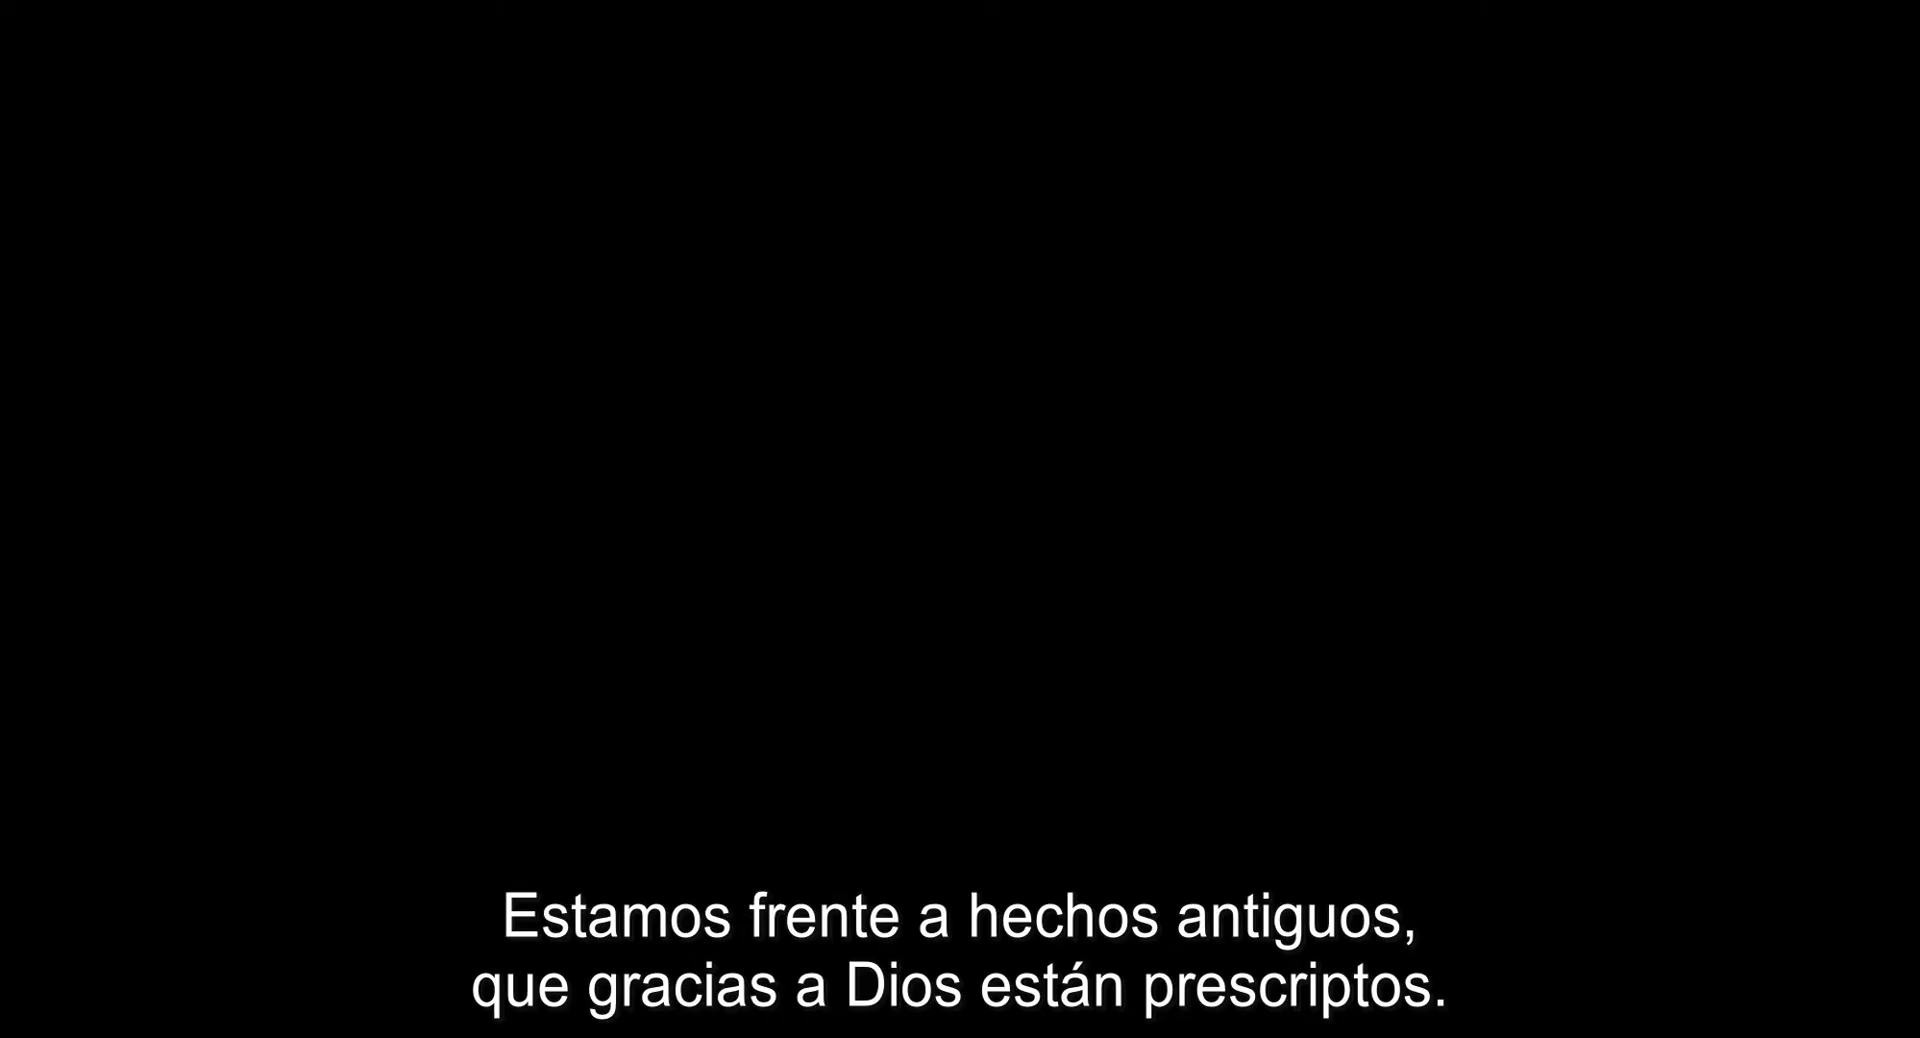 Estamos frente a hechos antiguos,
que gracias a Dios están prescriptos.